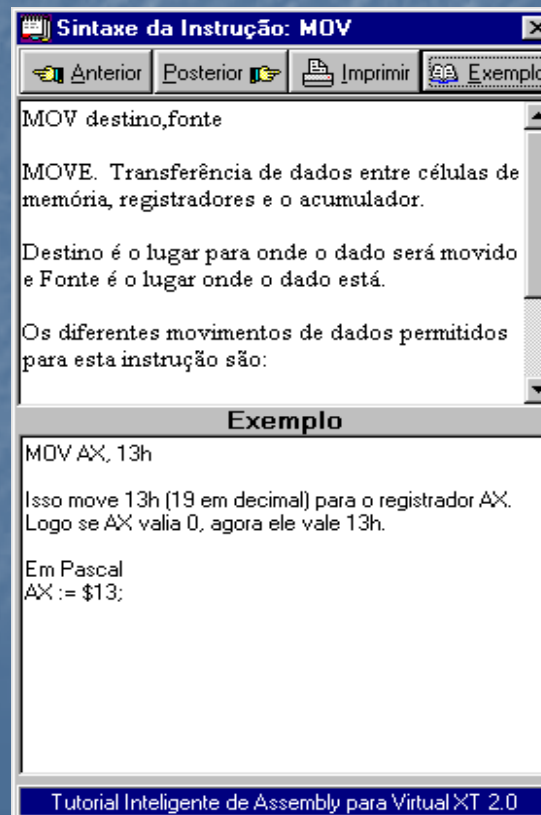 Sintaxe da Instrução: MOV
Anterior Posterior Imprimir Exemplo
MOV destino,fonte
MOVE. Transferência de dados entre células de
memória, registradores e o acumulador.
Destino é o lugar para onde o dado será movido
e Fonte é o lugar onde o dado está.
Os diferentes movimentos de dados permitidos
para esta instrução são:
Exemplo
MOV AX, 13h
Isso move 13h (19 em decimal) para o registrador AX.
Logo se AX valia 0, agora ele vale 13h.
Em Pascal
AX := $13;
Tutorial Inteligente de Assembly para Virtual XT 2.0